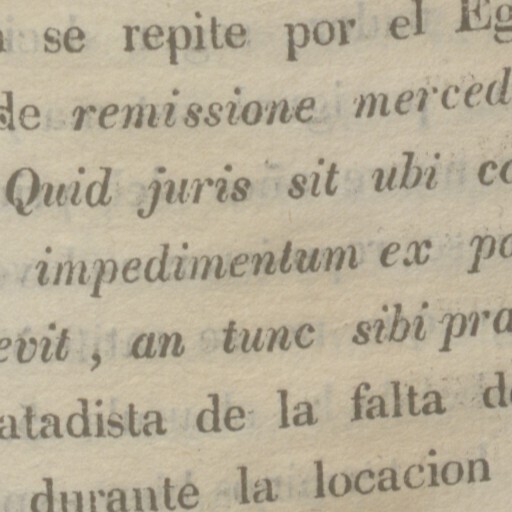 se repite por el Eg
de remissione merced
Quid juris sit ubi co
impedimentum ex pa
evit, an tunc sibi pra
atadista de la falta d
durante la locacion